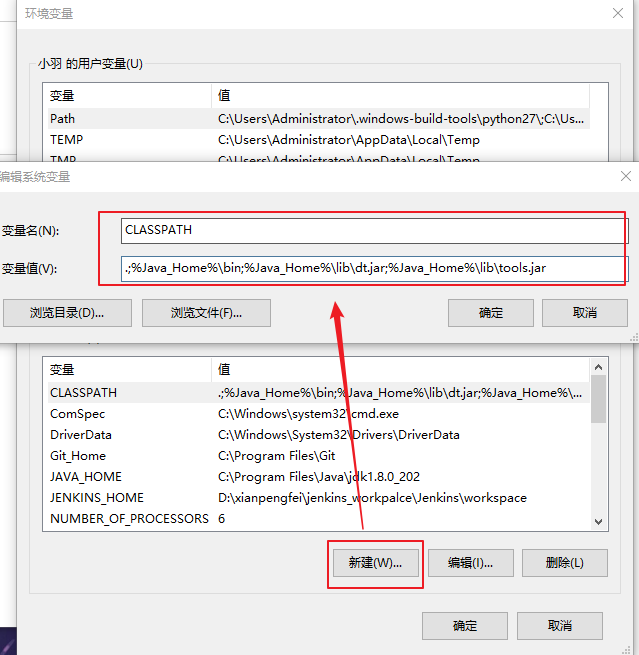 环境变量
小羽 的用户变量(U)
变量 值
Path C:\Users\Administrator\.windows-build-tools\python27\;C:\Us...
TEMP C:\Users\Administrator\AppData\Local\Temp
TMP C:\Users\Administrator\AppData\Local\Temp
编辑系统变量
变量名(N): CLASSPATH
变量值(V): .;%Java_Home%\bin;%Java_Home%\lib\dt.jar;%Java_Home%\lib\tools.jar
浏览目录(D)... 浏览文件(F)... 确定 取消
变量 值
CLASSPATH .;%Java_Home%\bin;%Java_Home%\lib\dt.jar;%Java_Home%\...
ComSpec C:\Windows\system32\cmd.exe
DriverData C:\Windows\System32\Drivers\DriverData
Git_Home C:\Program Files\Git
JAVA_HOME C:\Program Files\Java\jdk1.8.0_202
JENKINS_HOME D:\xianpengfei\jenkins_workpalce\Jenkins\workspace
NUMBER_OF_PROCESSORS 6
新建(W)... 编辑(I)... 删除(L)
确定 取消